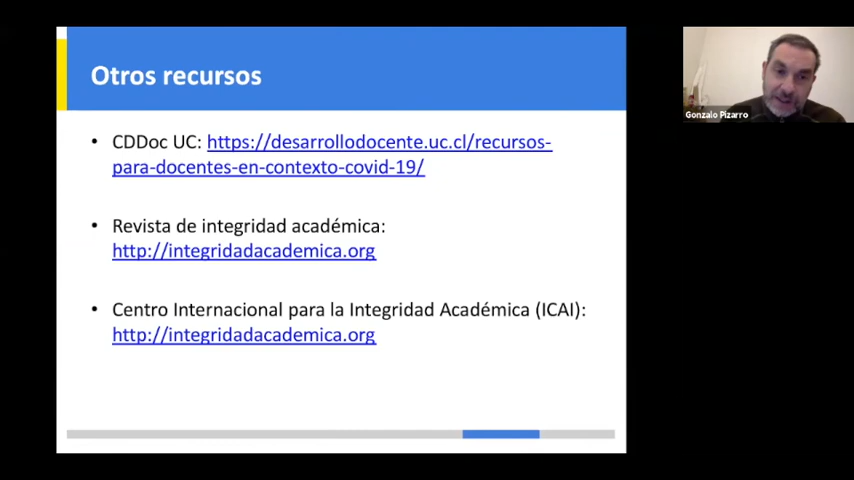 Otros recursos
• CDDoc UC: https://desarrollodocente.uc.cl/recursos-
para-docentes-en-contexto-covid-19/
• Revista de integridad académica:
http://integridadacademica.org
• Centro Internacional para la Integridad Académica (ICAI):
http://integridadacademica.org
Gonzalo Pizarro